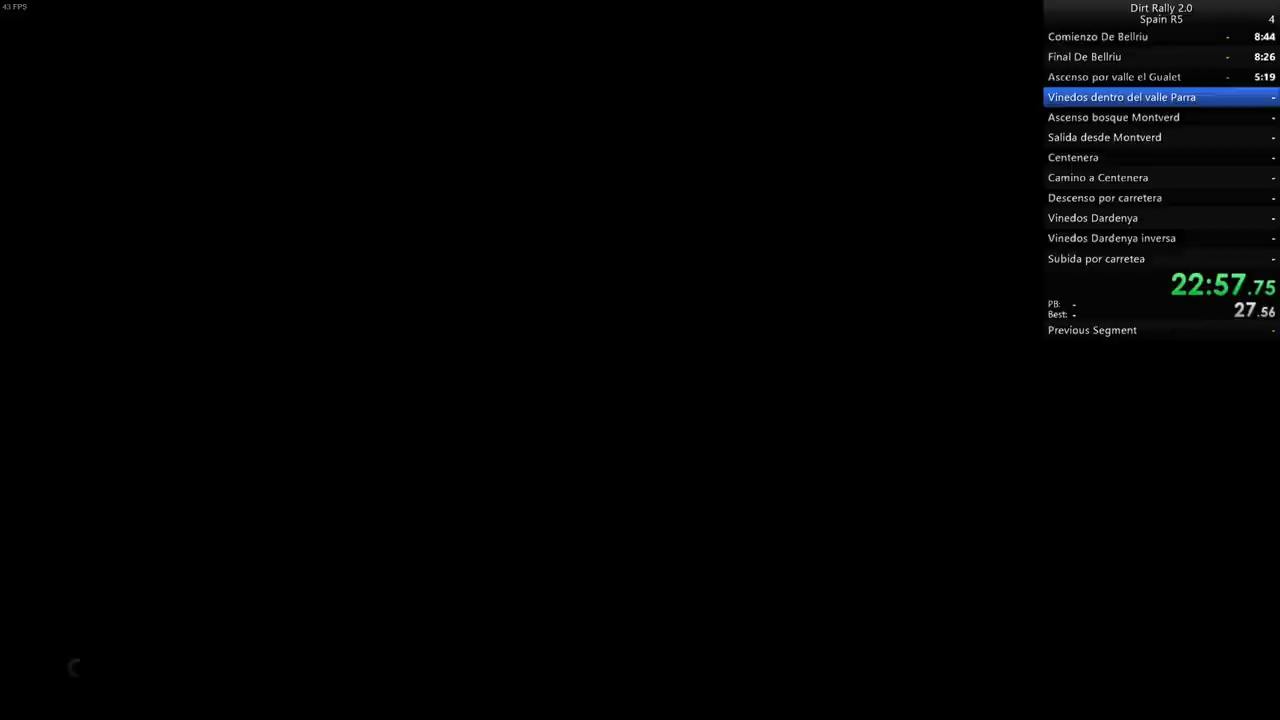 43 FPS
Dirt Rally 2.0
Spain R5 4
Comienzo De Bellriu - 8:44
Final De Bellriu - 8:26
Ascenso por valle el Gualet - 5:19
Vinedos dentro del valle Parra -
Ascenso bosque Montverd -
Salida desde Montverd -
Centenera -
Camino a Centenera -
Descenso por carretera -
Vinedos Dardenya -
Vinedos Dardenya inversa -
Subida por carretea -
22:57.75
PB: -
Best: -
27.56
Previous Segment -